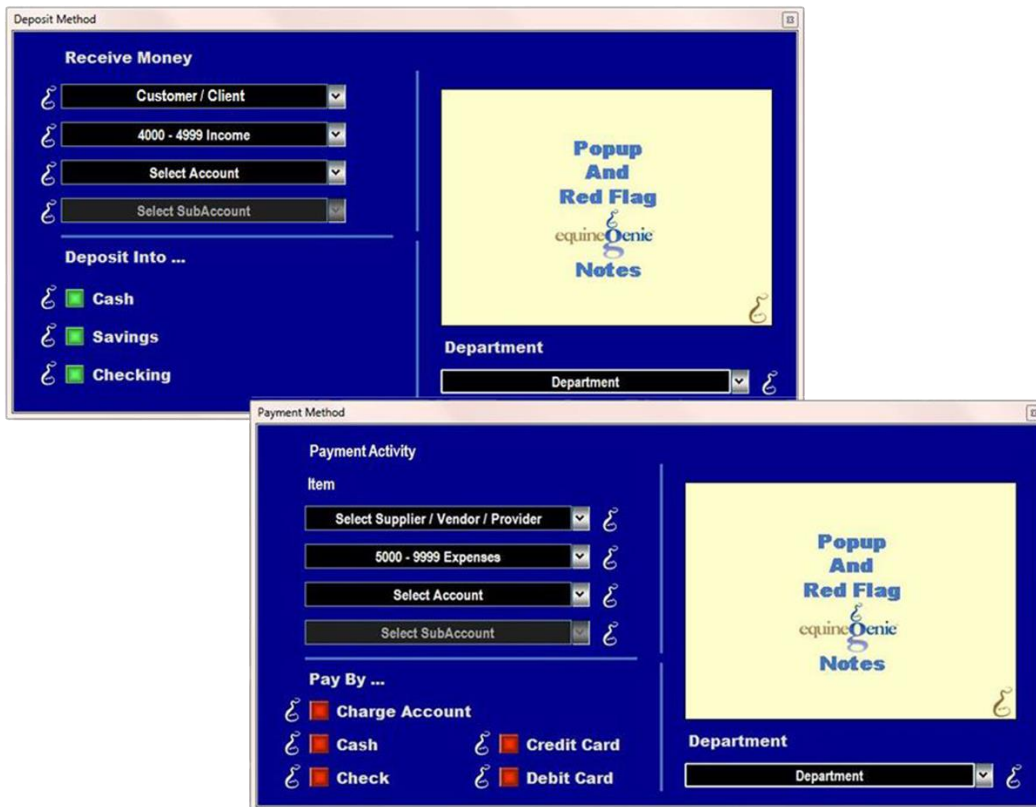 Deposit Method
Receive Money
Customer / Client
4000 - 4999 Income
Select Account
Select SubAccount
Deposit Into ...
Cash
Savings
Checking
Popup
And
Red Flag
equinegenie
Notes
Department
Department
Payment Method
Payment Activity
Item
Select Supplier / Vendor / Provider
5000 - 9999 Expenses
Select Account
Select SubAccount
Pay By ...
Charge Account
Cash
Credit Card
Check
Debit Card
Popup
And
Red Flag
equinegenie
Notes
Department
Department